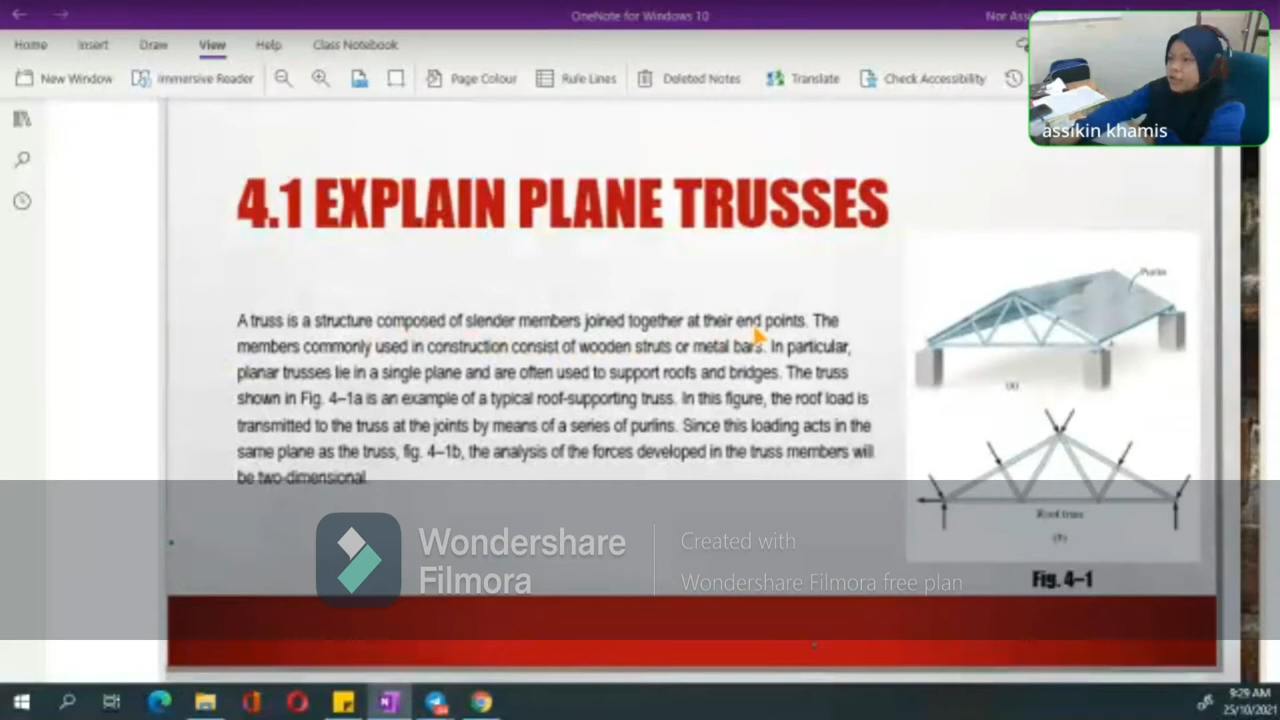 OneNote for Windows 10
Nor Assi
Home Insert Draw View Help Class Notebook
New Window Immersive Reader Page Colour Rule Lines Deleted Notes Translate Check Accessibility
assikin khamis
4.1 EXPLAIN PLANE TRUSSES
A truss is a structure composed of slender members joined together at their end points. The
members commonly used in construction consist of wooden struts or metal bars. In particular,
planar trusses lie in a single plane and are often used to support roofs and bridges. The truss
shown in Fig. 4–1a is an example of a typical roof-supporting truss. In this figure, the roof load is
transmitted to the truss at the joints by means of a series of purlins. Since this loading acts in the
same plane as the truss, fig. 4–1b, the analysis of the forces developed in the truss members will
be two-dimensional.
Purlin
(a)
Roof truss
(b)
Fig. 4–1
Wondershare
Filmora
Created with
Wondershare Filmora free plan
9:29 AM
25/10/2021